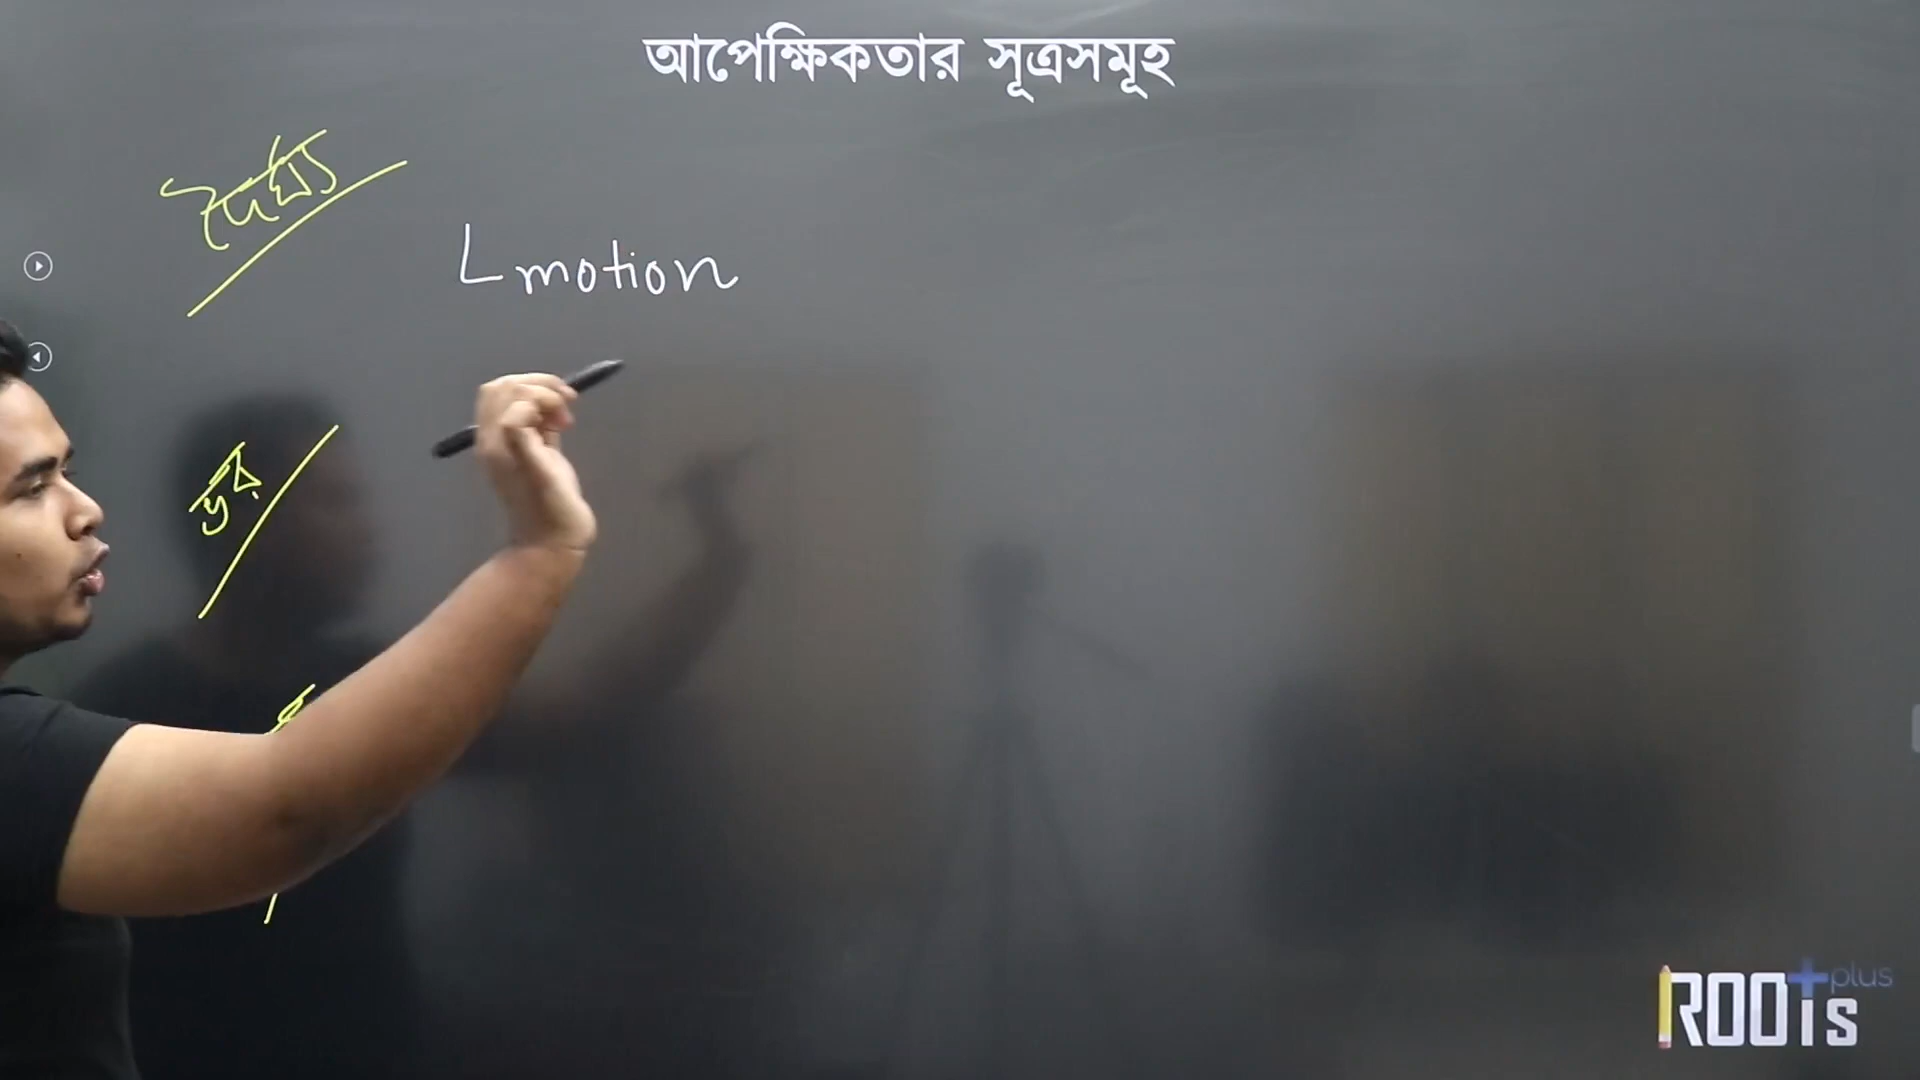 আপেক্ষিকতার সূত্রসমূহ
দৈর্ঘ্য
L motion
ভর
ROOTs
plus